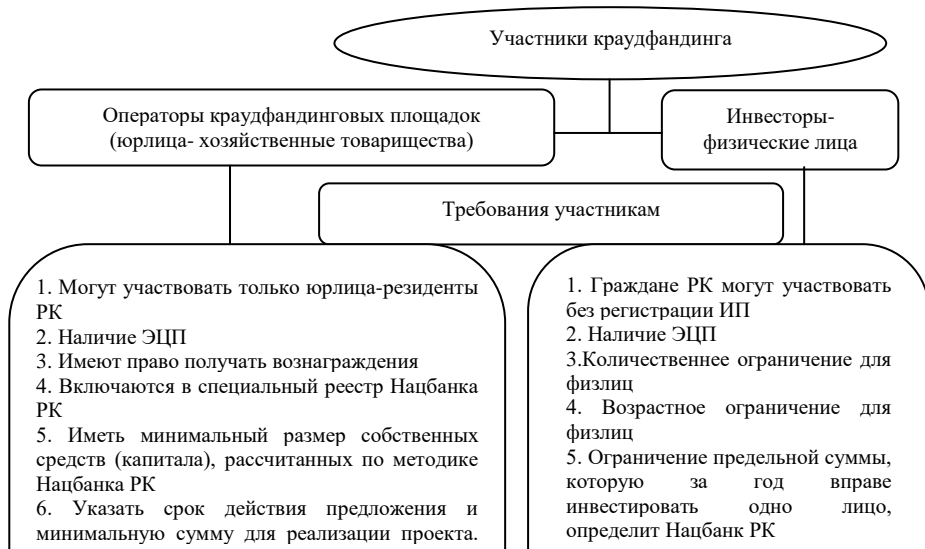 Участники краудфандинга
Операторы краудфандинговых площадок
(юрлица- хозяйственные товарищества)
Инвесторы-
физические лица
Требования участникам
1. Могут участвовать только юрлица-резиденты
РК
2. Наличие ЭЦП
3. Имеют право получать вознаграждения
4. Включаются в специальный реестр Нацбанка
РК
5. Иметь минимальный размер собственных
средств (капитала), рассчитанных по методике
Нацбанка РК
6. Указать срок действия предложения и
минимальную сумму для реализации проекта.
1. Граждане РК могут участвовать
без регистрации ИП
2. Наличие ЭЦП
3.Количественнее ограничение для
физлиц
4. Возрастное ограничение для
физлиц
5. Ограничение предельной суммы,
которую за год вправе
инвестировать одно лицо,
определит Нацбанк РК